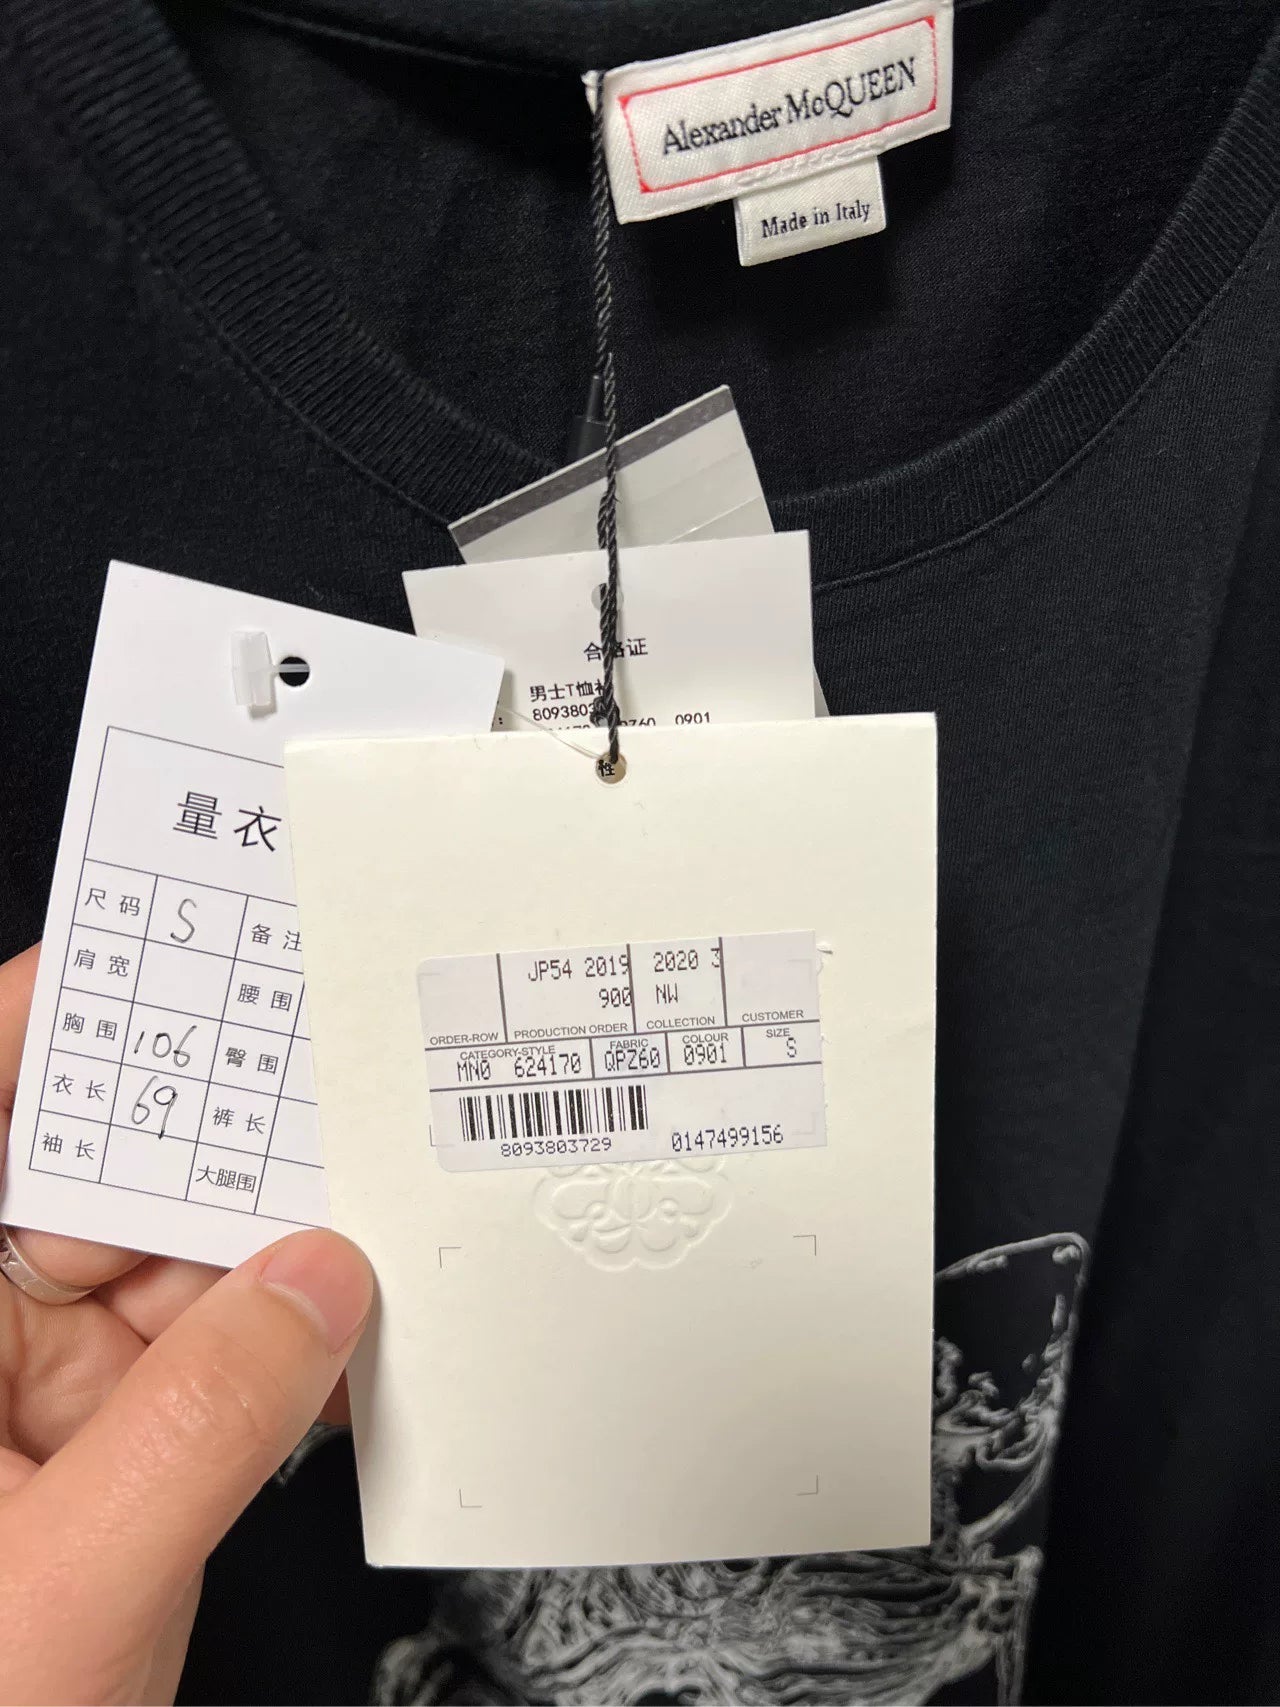 Alexander McQUEEN
Made in Italy
合格证
男士T恤
: 8093803
0901
性
量衣
尺码 S 备注
肩宽 腰围
胸围 106 臀围
衣长 69 裤长
袖长 大腿围
JP54 2019 2020 3
900 NW
ORDER-ROW PRODUCTION ORDER COLLECTION CUSTOMER
CATEGORY-STYLE FABRIC COLOUR SIZE
MN0 624170 QPZ60 0901 S
8093803729 0147499156